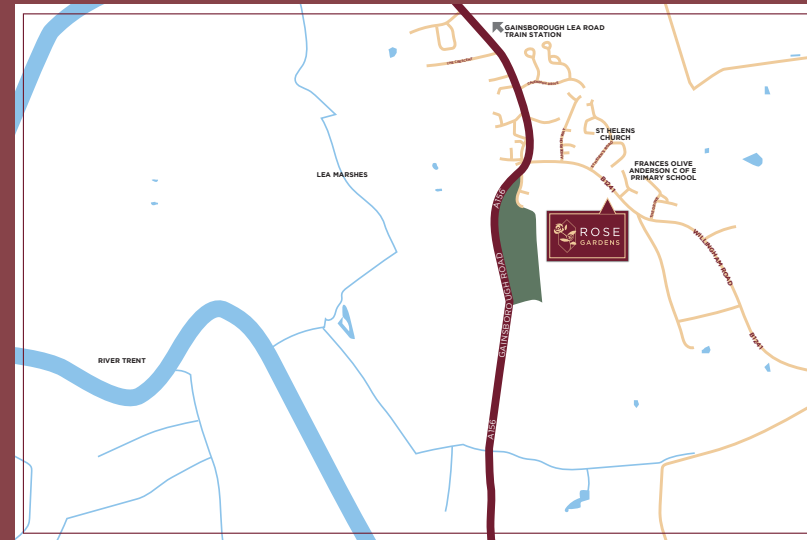 GAINSBOROUGH LEA ROAD
TRAIN STATION
ST HELENS
CHURCH
FRANCES OLIVE
ANDERSON C OF E
PRIMARY SCHOOL
LEA MARSHES
B1241
A156
ROSE
GARDENS
WILLINGHAM ROAD
GAINSBOROUGH ROAD
B1241
RIVER TRENT
A156